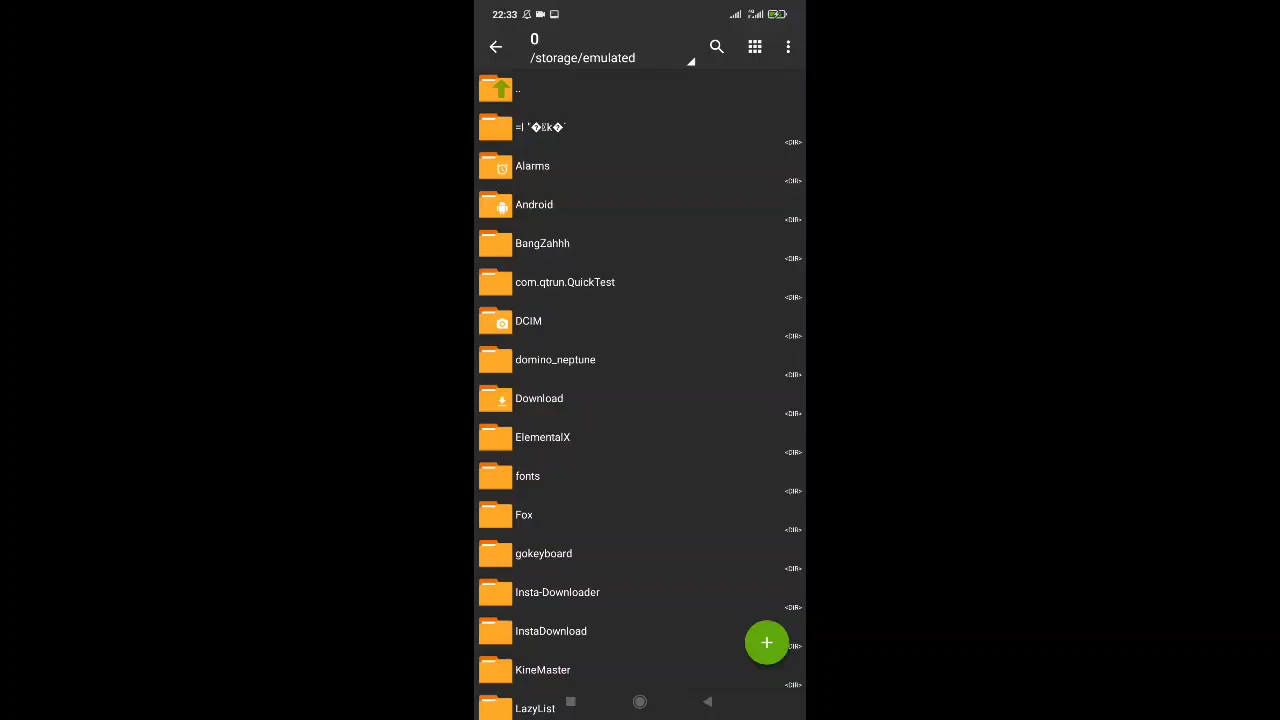 22:33
0
/storage/emulated
..
<DIR>
Alarms
<DIR>
Android
<DIR>
BangZahhh
<DIR>
com.qtrun.QuickTest
<DIR>
DCIM
<DIR>
domino_neptune
<DIR>
Download
<DIR>
ElementalX
<DIR>
fonts
<DIR>
Fox
<DIR>
gokeyboard
<DIR>
Insta-Downloader
<DIR>
InstaDownload
<DIR>
KineMaster
<DIR>
LazyList